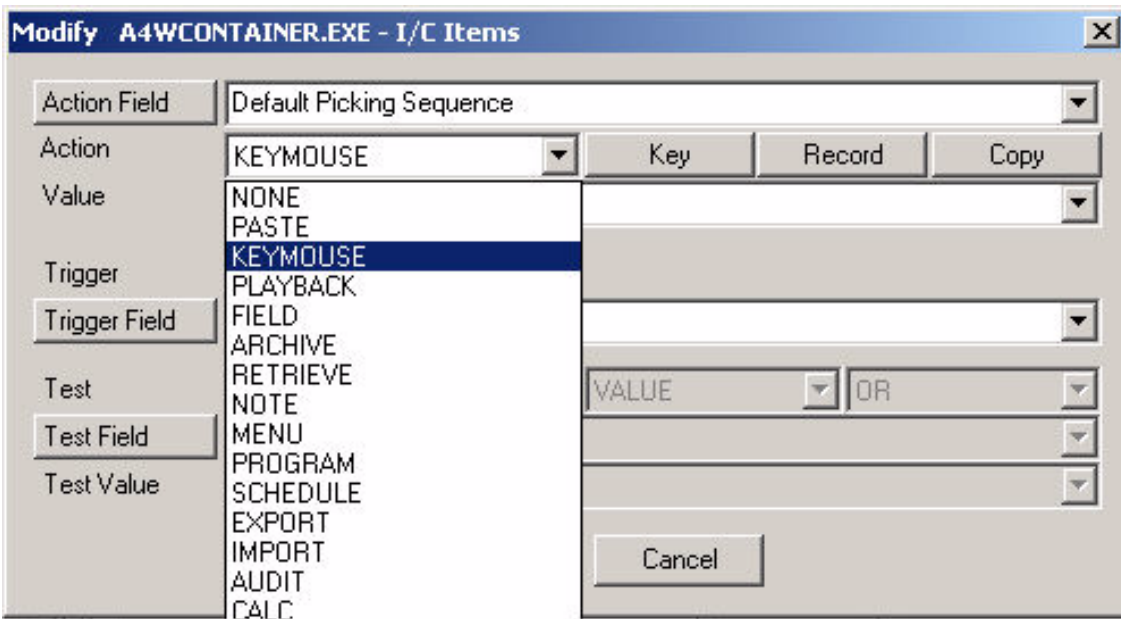 Modify A4WCONTAINER.EXE - I/C Items
Action Field Default Picking Sequence
Action KEYMOUSE Key Record Copy
Value
NONE
PASTE
KEYMOUSE
Trigger
PLAYBACK
Trigger Field
FIELD
ARCHIVE
RETRIEVE
Test VALUE OR
NOTE
Test Field
MENU
PROGRAM
Test Value
SCHEDULE
EXPORT
IMPORT
Cancel
AUDIT
CALC